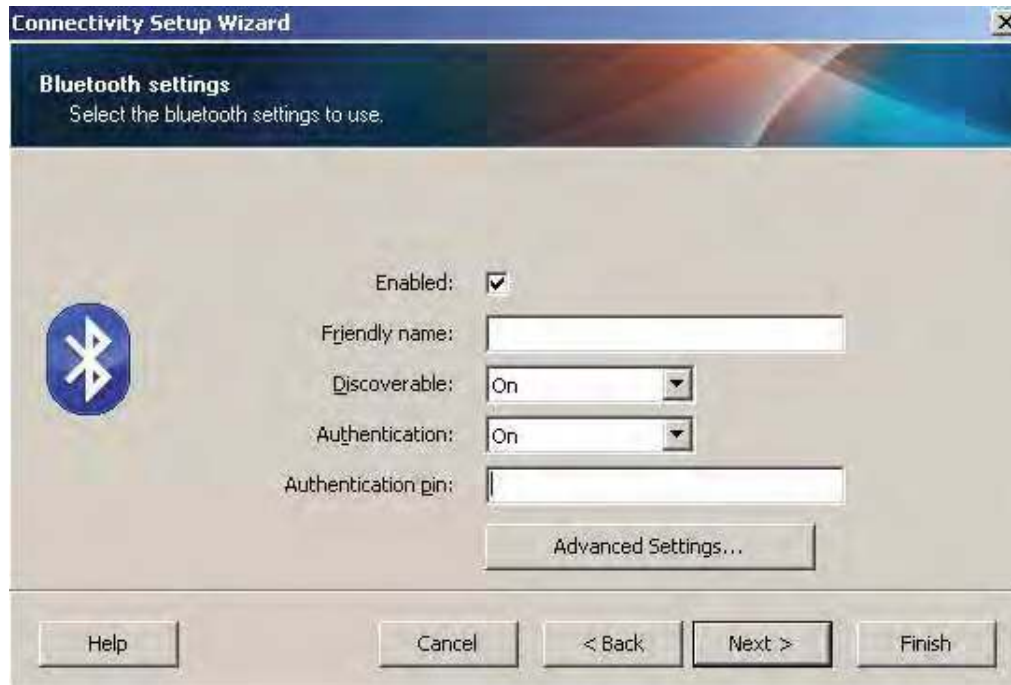 Connectivity Setup Wizard
Bluetooth settings
Select the bluetooth settings to use.
Enabled:
Friendly name:
Discoverable: On
Authentication: On
Authentication pin:
Advanced Settings...
Help Cancel < Back Next > Finish